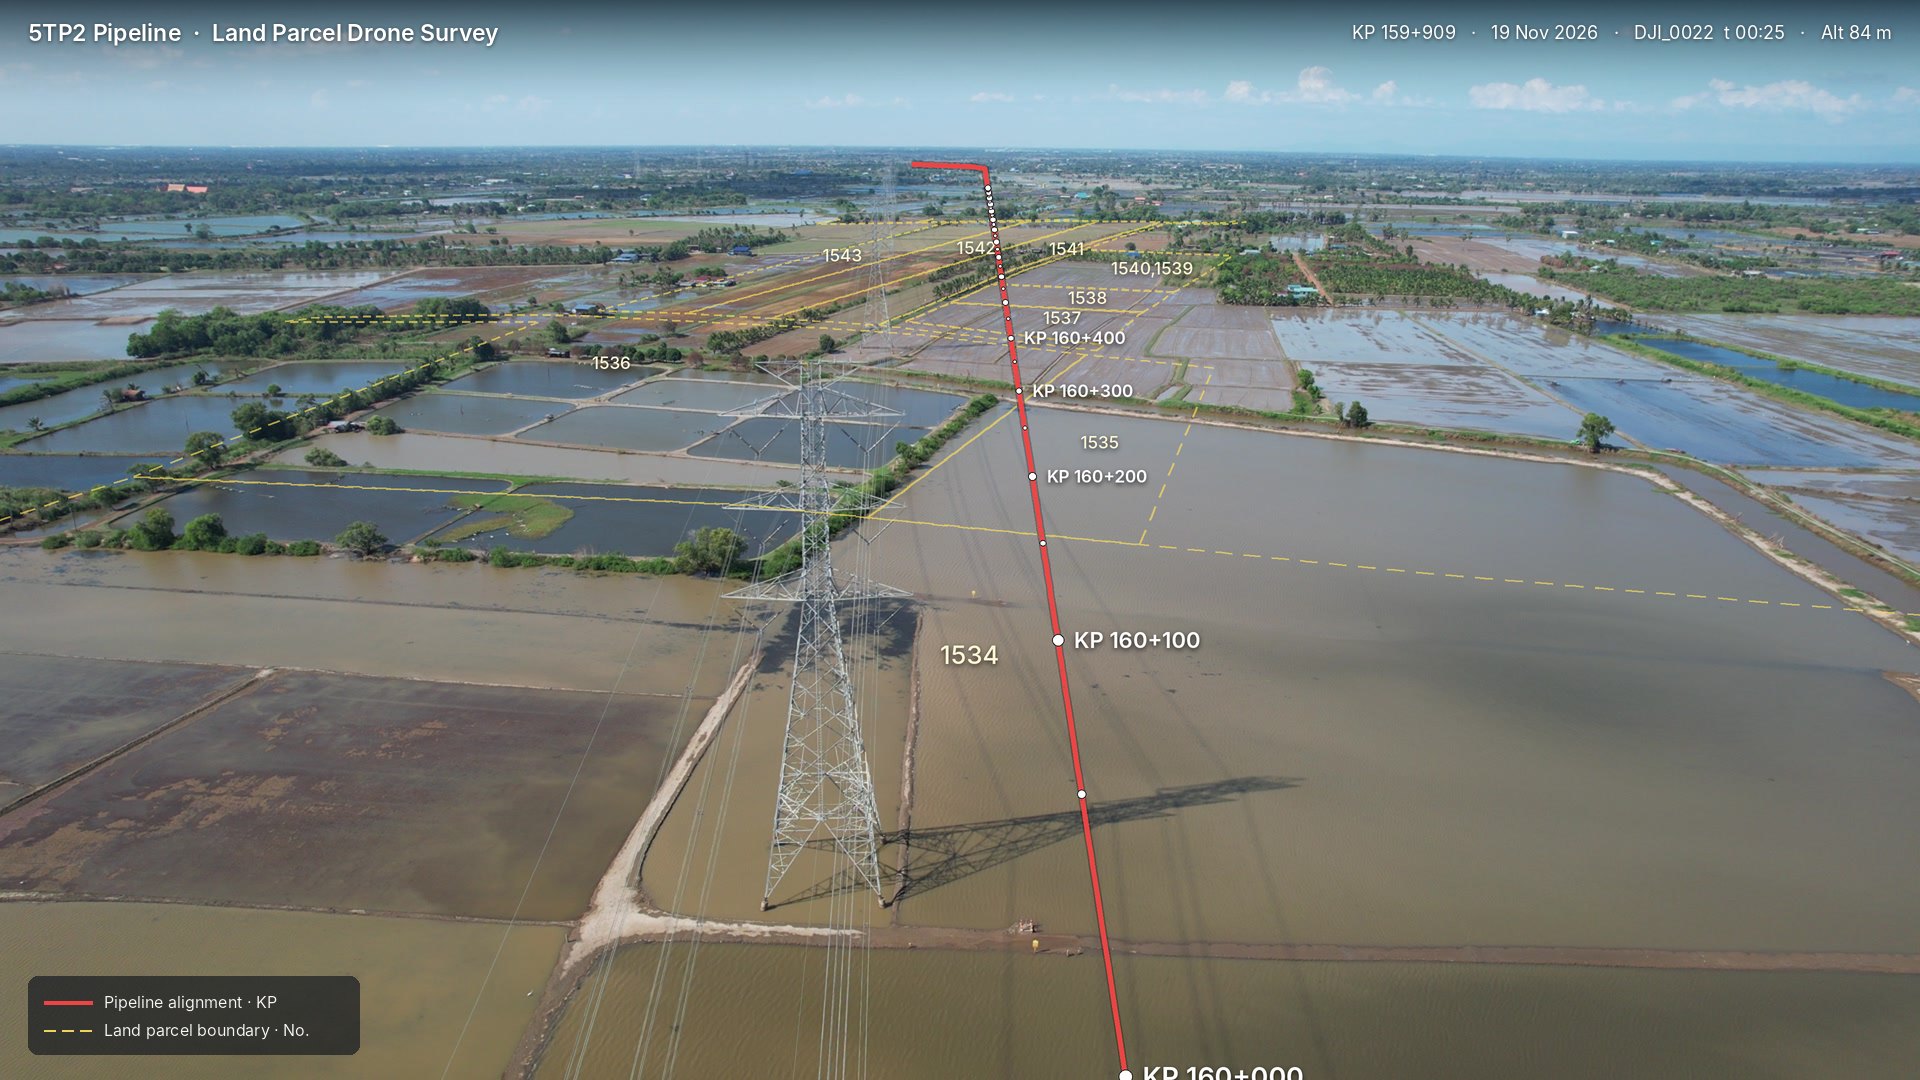 5TP2 Pipeline · Land Parcel Drone Survey
KP 159+909 · 19 Nov 2026 · DJI_0022 t 00:25 · Alt 84 m
1543
1542
1541
1540,1539
1538
1537
KP 160+400
1536
KP 160+300
1535
KP 160+200
1534
KP 160+100
Pipeline alignment · KP
Land parcel boundary · No.
KP 160+000